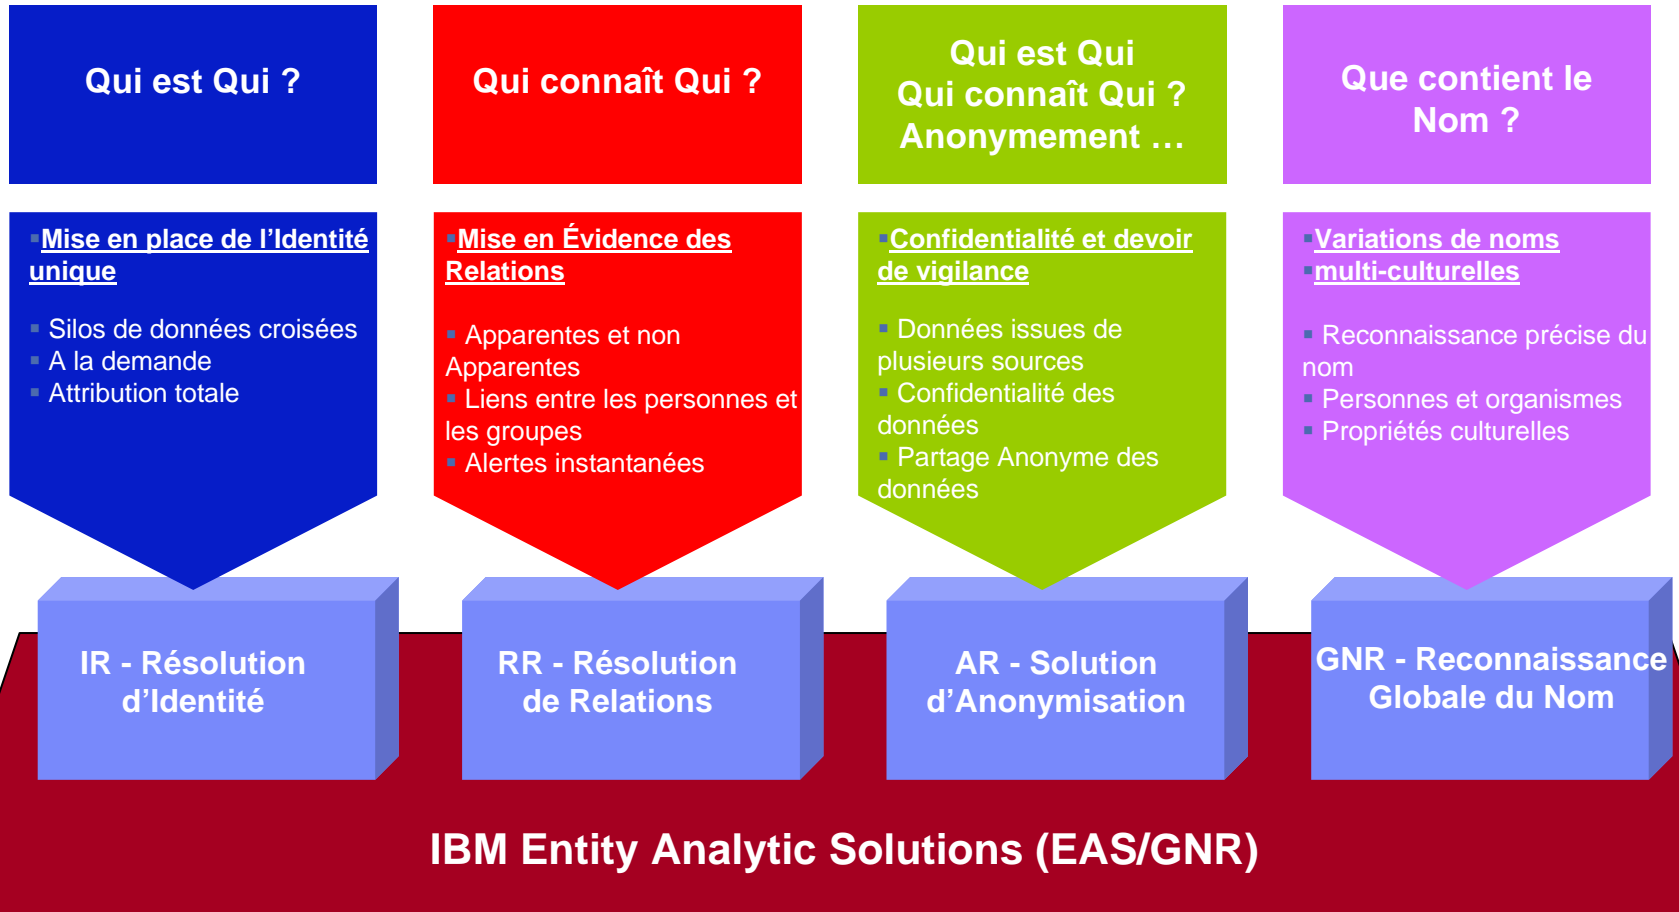 Qui est Qui ?
Qui connaît Qui ?
Qui est Qui
Qui connaît Qui ?
Anonymement …
Que contient le
Nom ?
▪Mise en place de l’Identité
unique
▪ Silos de données croisées
▪ A la demande
▪ Attribution totale
▪Mise en Évidence des
Relations
▪ Apparentes et non
Apparentes
▪ Liens entre les personnes et
les groupes
▪ Alertes instantanées
▪Confidentialité et devoir
de vigilance
▪ Données issues de
plusieurs sources
▪ Confidentialité des
données
▪ Partage Anonyme des
données
▪Variations de noms
▪multi-culturelles
▪ Reconnaissance précise du
nom
▪ Personnes et organismes
▪ Propriétés culturelles
IR - Résolution
d’Identité
RR - Résolution
de Relations
AR - Solution
d’Anonymisation
GNR - Reconnaissance
Globale du Nom
IBM Entity Analytic Solutions (EAS/GNR)